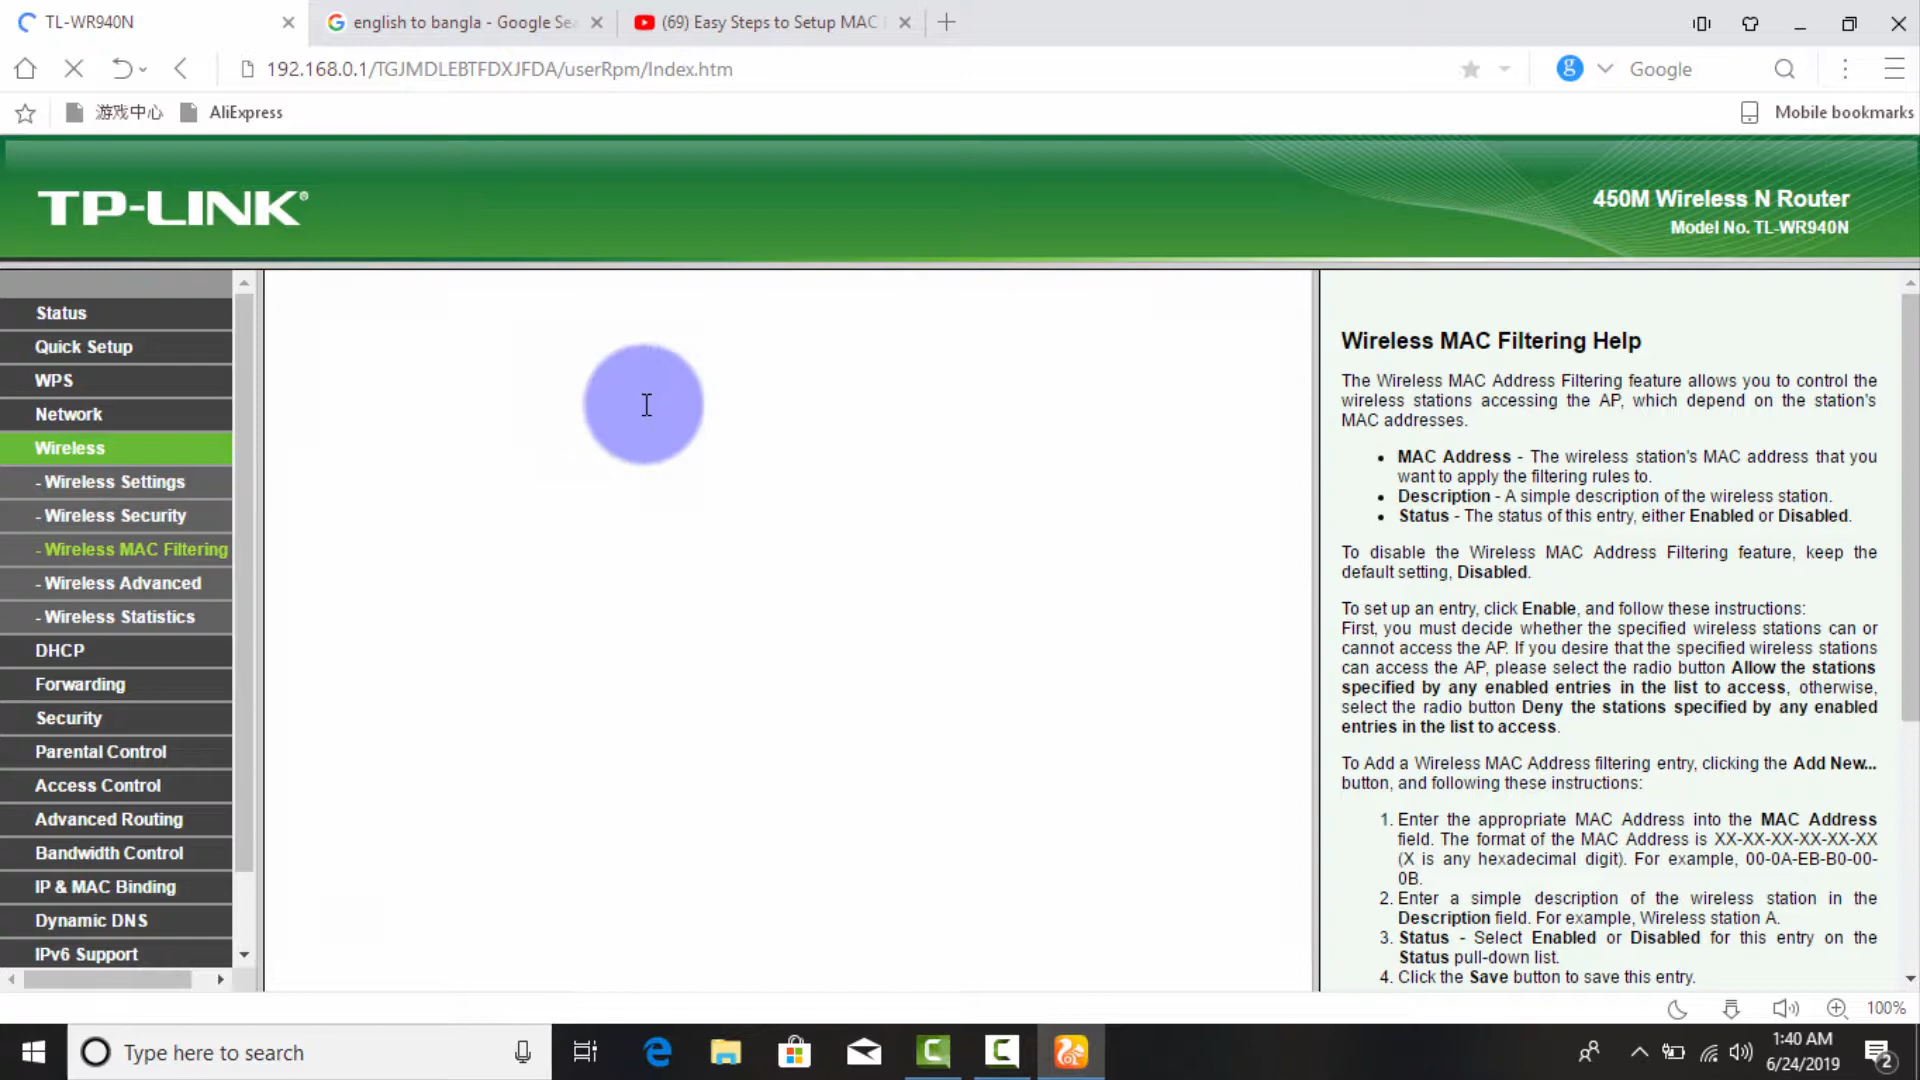 TL-WR940N
english to bangla - Google Sea
(69) Easy Steps to Setup MAC
192.168.0.1/TGJMDLEBTFDXJFDA/userRpm/Index.htm
Google
游戏中心
AliExpress
Mobile bookmarks
TP-LINK®
450M Wireless N Router
Model No. TL-WR940N
Status
Quick Setup
WPS
Network
Wireless
- Wireless Settings
- Wireless Security
- Wireless MAC Filtering
- Wireless Advanced
- Wireless Statistics
DHCP
Forwarding
Security
Parental Control
Access Control
Advanced Routing
Bandwidth Control
IP & MAC Binding
Dynamic DNS
IPv6 Support
Wireless MAC Filtering Help
The Wireless MAC Address Filtering feature allows you to control the
wireless stations accessing the AP, which depend on the station's
MAC addresses.
• MAC Address - The wireless station's MAC address that you
want to apply the filtering rules to.
• Description - A simple description of the wireless station.
• Status - The status of this entry, either Enabled or Disabled.
To disable the Wireless MAC Address Filtering feature, keep the
default setting, Disabled.
To set up an entry, click Enable, and follow these instructions:
First, you must decide whether the specified wireless stations can or
cannot access the AP. If you desire that the specified wireless stations
can access the AP, please select the radio button Allow the stations
specified by any enabled entries in the list to access, otherwise,
select the radio button Deny the stations specified by any enabled
entries in the list to access.
To Add a Wireless MAC Address filtering entry, clicking the Add New...
button, and following these instructions:
1. Enter the appropriate MAC Address into the MAC Address
field. The format of the MAC Address is XX-XX-XX-XX-XX-XX
(X is any hexadecimal digit). For example, 00-0A-EB-B0-00-
0B.
2. Enter a simple description of the wireless station in the
Description field. For example, Wireless station A.
3. Status - Select Enabled or Disabled for this entry on the
Status pull-down list.
4. Click the Save button to save this entry.
100%
Type here to search
1:40 AM
6/24/2019
2